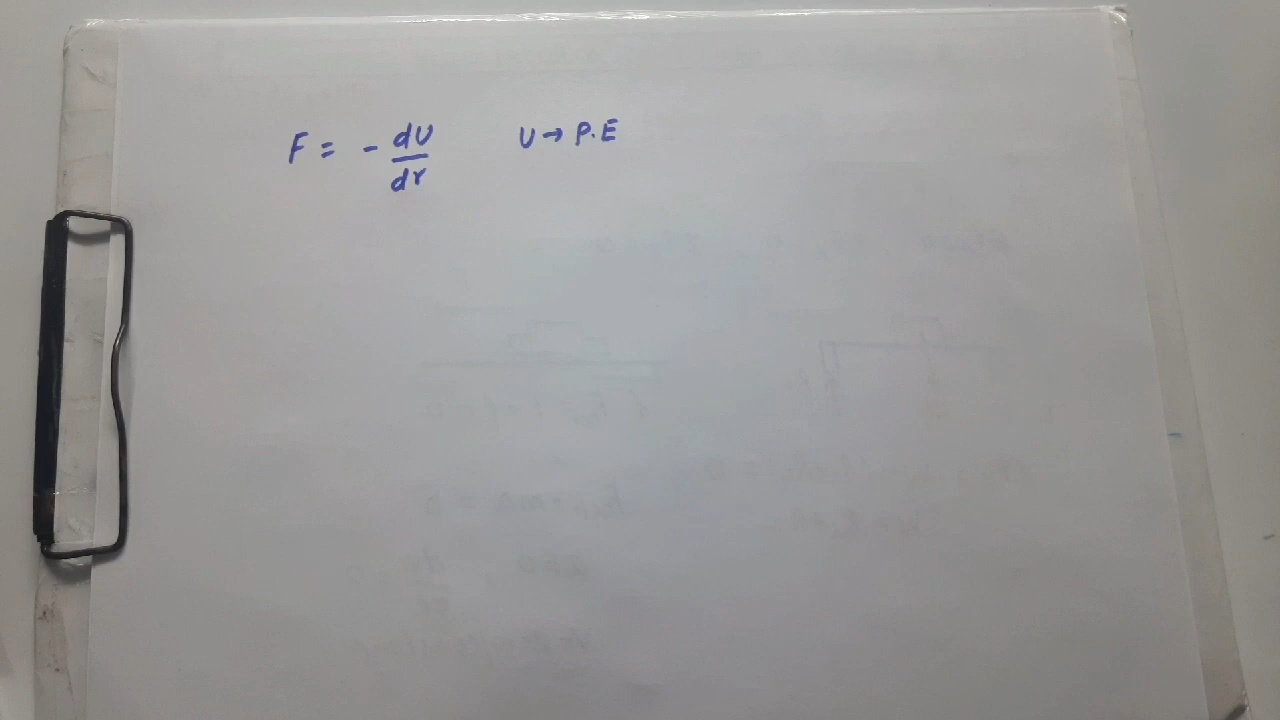 F = - dU/dr U → P.E